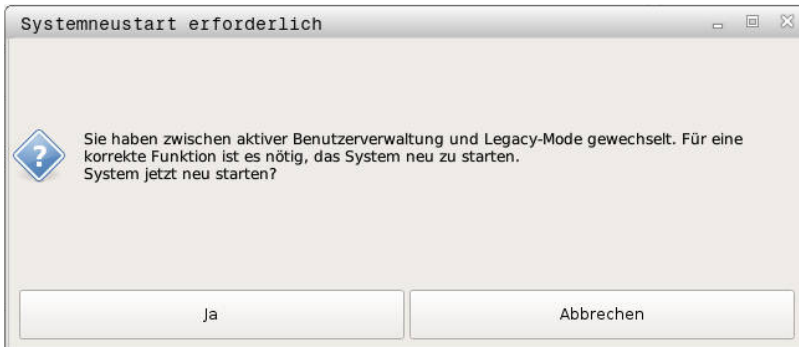 Systemneustart erforderlich
Sie haben zwischen aktiver Benutzerverwaltung und Legacy-Mode gewechselt. Für eine
korrekte Funktion ist es nötig, das System neu zu starten.
System jetzt neu starten?
Ja
Abbrechen